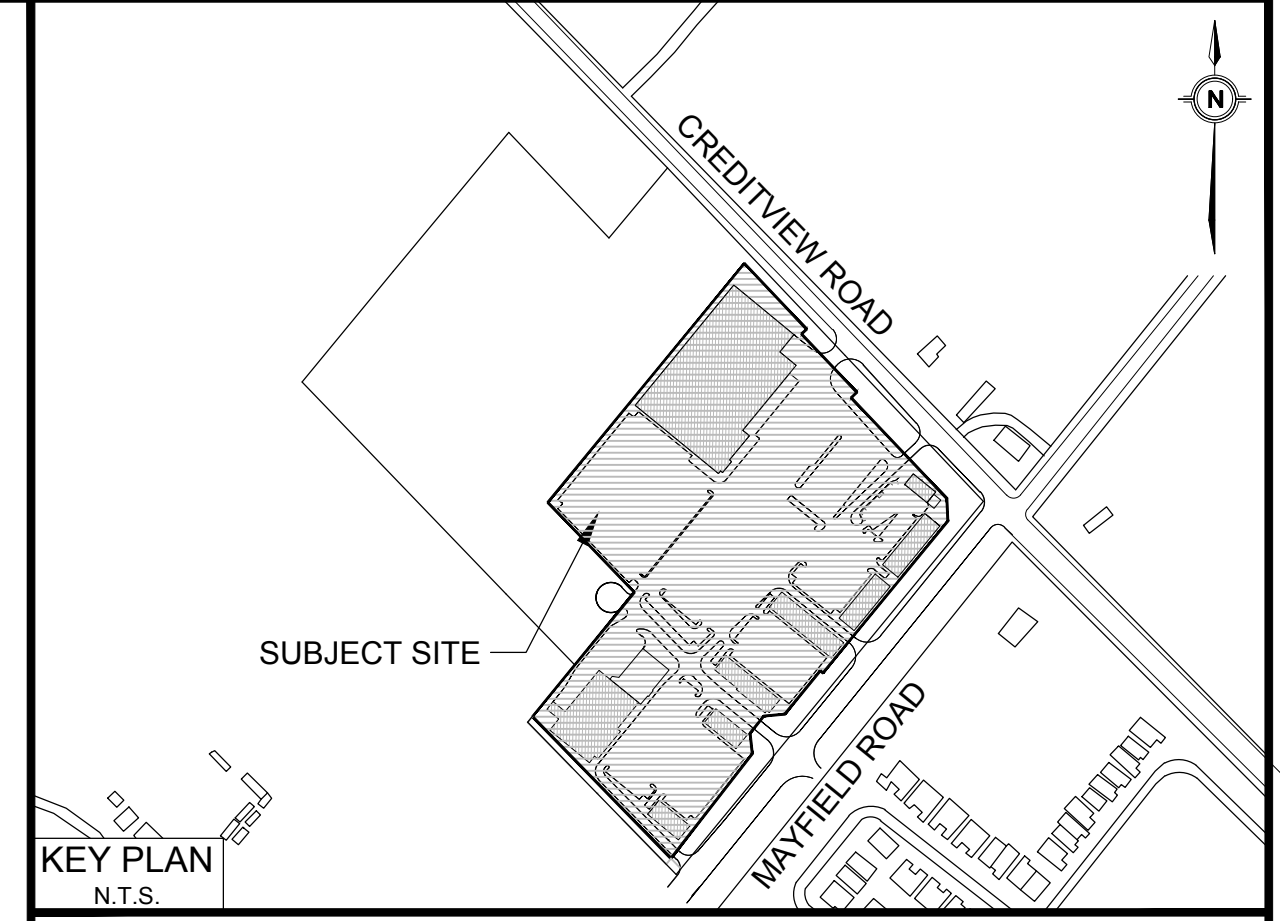 N
CREDITVIEW ROAD
SUBJECT SITE
MAYFIELD ROAD
KEY PLAN
N.T.S.